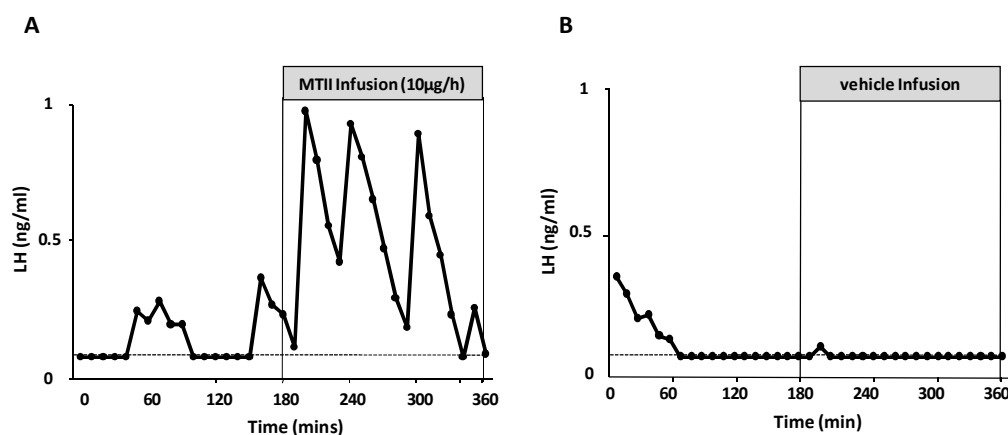 A
MTII Infusion (10µg/h)
1
0.5
0
LH (ng/ml)
0 60 120 180 240 300 360
Time (mins)
B
vehicle Infusion
1
0.5
0
LH (ng/ml)
0 60 120 180 240 300 360
Time (min)